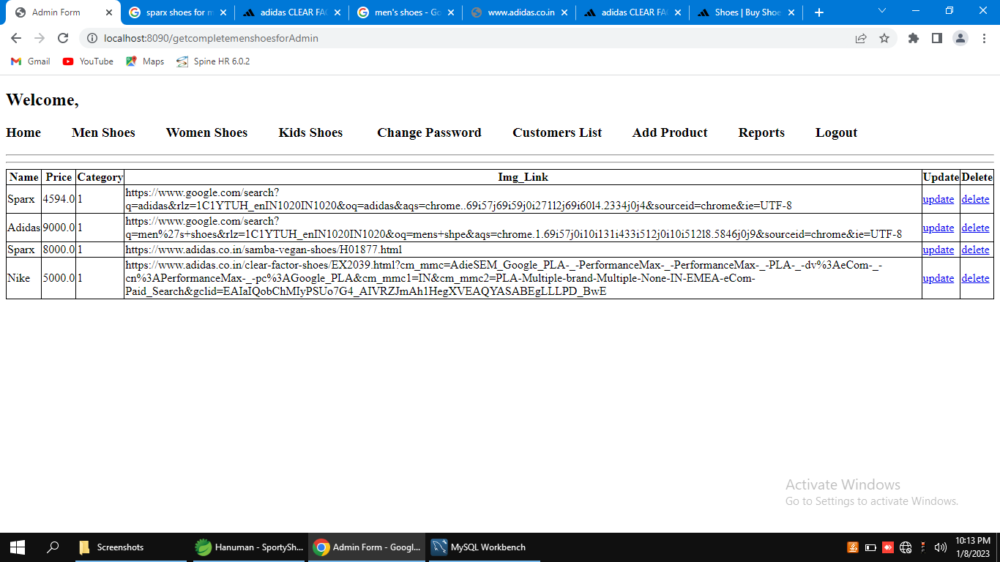 Admin Form
sparx shoes for m
adidas CLEAR FA
men's shoes - Go
www.adidas.co.in
adidas CLEAR FA
Shoes | Buy Shoe
localhost:8090/getcompletemenshoesforAdmin
Gmail YouTube Maps Spine HR 6.0.2
Welcome,
Home Men Shoes Women Shoes Kids Shoes Change Password Customers List Add Product Reports Logout
Name Price Category Img_Link Update Delete
Sparx 4594.0 1 https://www.google.com/search?
q=adidas&rlz=1C1YTUH_enIN1020IN1020&oq=adidas&aqs=chrome..69i57j69i59j0i271l2j69i60l4.2334j0j4&sourceid=chrome&ie=UTF-8 update delete
Adidas 9000.0 1 https://www.google.com/search?
q=men%27s+shoes&rlz=1C1YTUH_enIN1020IN1020&oq=mens+shpe&aqs=chrome.1.69i57j0i10i131i433i512j0i10i512l8.5846j0j9&sourceid=chrome&ie=UTF-8 update delete
Sparx 8000.0 1 https://www.adidas.co.in/samba-vegan-shoes/H01877.html update delete
Nike 5000.0 1 https://www.adidas.co.in/clear-factor-shoes/EX2039.html?cm_mmc=AdieSEM_Google_PLA-_-PerformanceMax-_-PerformanceMax-_-PLA-_-dv%3AeCom-_-
cn%3APerformanceMax-_-pc%3AGoogle_PLA&cm_mmc1=IN&cm_mmc2=PLA-Multiple-brand-Multiple-None-IN-EMEA-eCom-
Paid_Search&gclid=EAIaIQobChMIyPSUo7G4_AIVRZJmAh1HegXVEAQYASABEgLLLPD_BwE update delete
Activate Windows
Go to Settings to activate Windows.
Screenshots
Hanuman - SportySh...
Admin Form - Googl...
MySQL Workbench
10:13 PM
1/8/2023